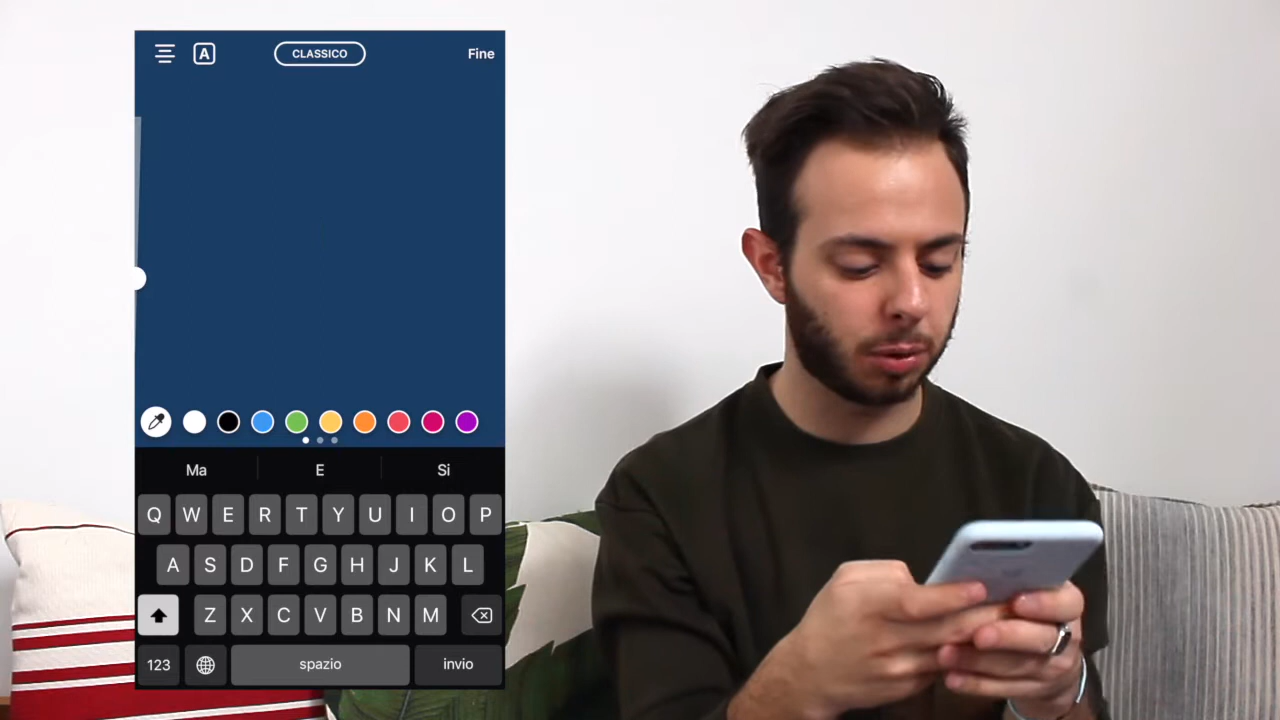 A CLASSICO Fine
Ma E Si
Q W E R T Y U I O P
A S D F G H J K L
Z X C V B N M
123 spazio invio